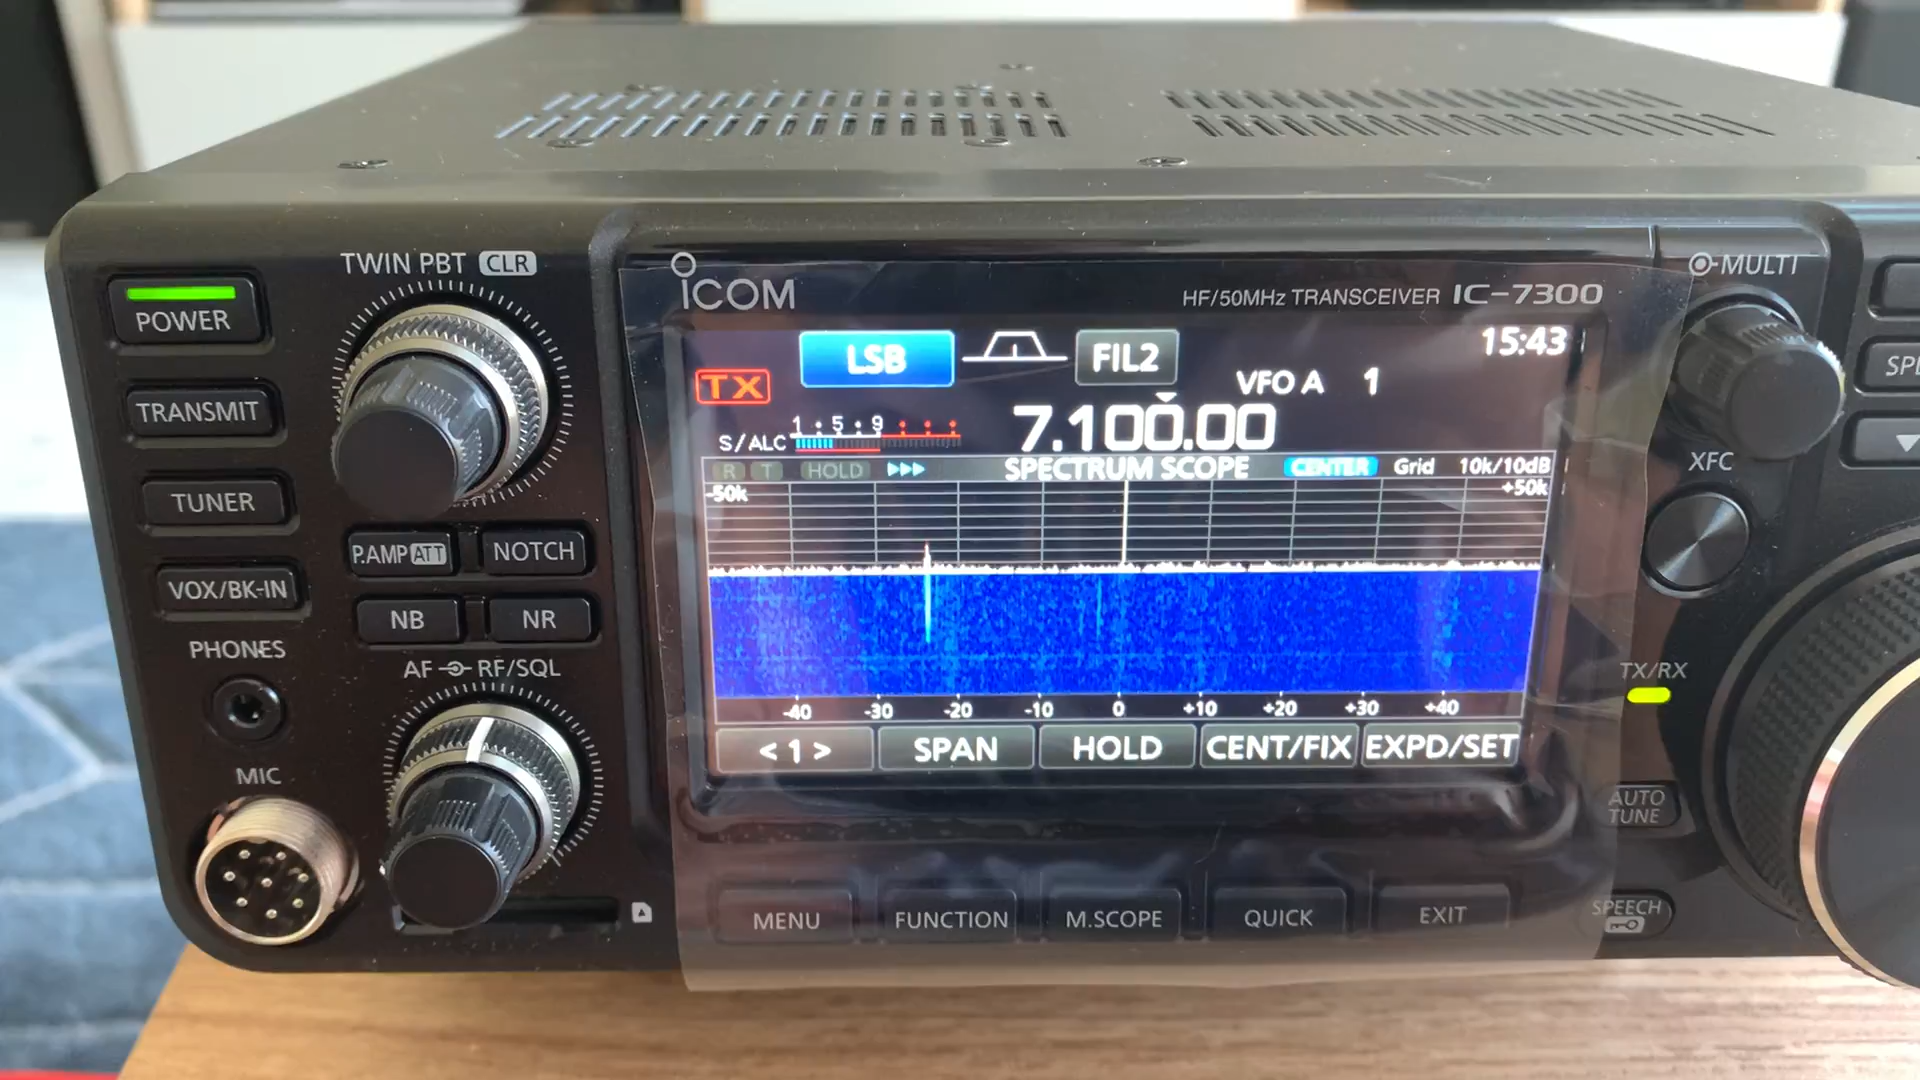 TWIN PBT CLR
POWER
TRANSMIT
TUNER
VOX/BK-IN
PHONES
MIC
P.AMP ATT
NOTCH
NB
NR
AF RF/SQL
ICOM
HF/50MHz TRANSCEIVER IC-7300
LSB
FIL2
15:43
TX
VFO A 1
7.100.00
S/ALC
1 5 9
R T HOLD
SPECTRUM SCOPE
CENTER Grid 10k/10dB
-50k
+50k
-40 -30 -20 -10 0 +10 +20 +30 +40
< 1 >
SPAN
HOLD
CENT/FIX
EXPD/SET
MENU
FUNCTION
M.SCOPE
QUICK
EXIT
MULTI
XFC
TX/RX
AUTO
TUNE
SPEECH